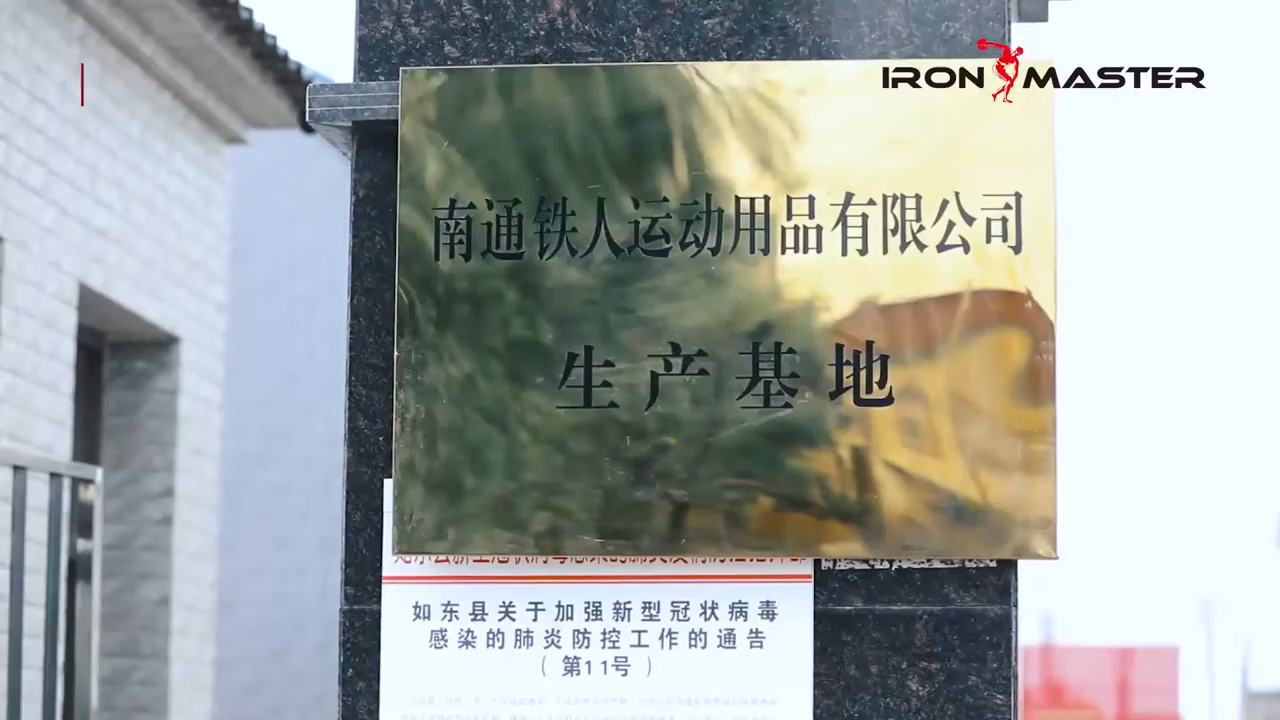 IRON MASTER
南通铁人运动用品有限公司
生产基地
如东县关于加强新型冠状病毒
感染的肺炎防控工作的通告
（第11号）